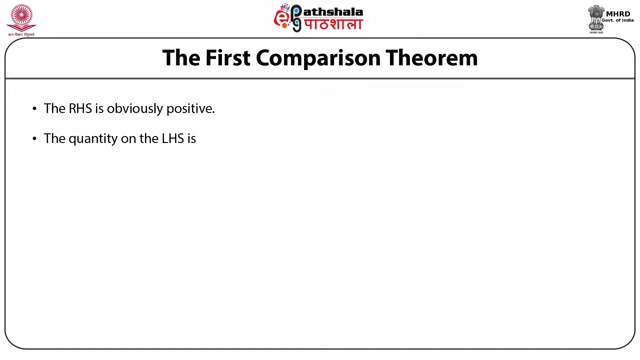 Pathshala
पाठशाला
MHRD
Govt. of India
The First Comparison Theorem
• The RHS is obviously positive.
• The quantity on the LHS is